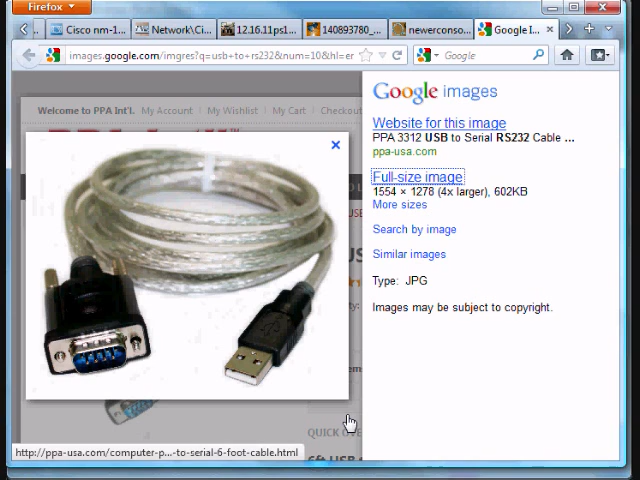 Firefox
Cisco nm-1...
Network\Ci...
12.16.11ps1...
140893780_...
newerconso...
Google I...
images.google.com/imgres?q=usb+to+rs232&num=10&hl=er
Google
Welcome to PPA Int'l. My Account My Wishlist My Cart Checkout
Google images
Website for this image
PPA 3312 USB to Serial RS232 Cable ...
ppa-usa.com
Full-size image
1554 × 1278 (4x larger), 602KB
More sizes
Search by image
Similar images
Type: JPG
Images may be subject to copyright.
QUICK OVE
http://ppa-usa.com/computer-p...-to-serial-6-foot-cable.html